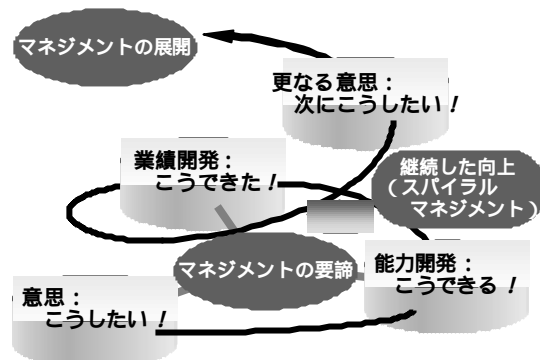 マネジメントの展開
更なる意思：
次にこうしたい！
業績開発：
こうできた！
継続した向上
（スパイラル
マネジメント）
マネジメントの要諦
能力開発：
こうできる！
意思：
こうしたい！